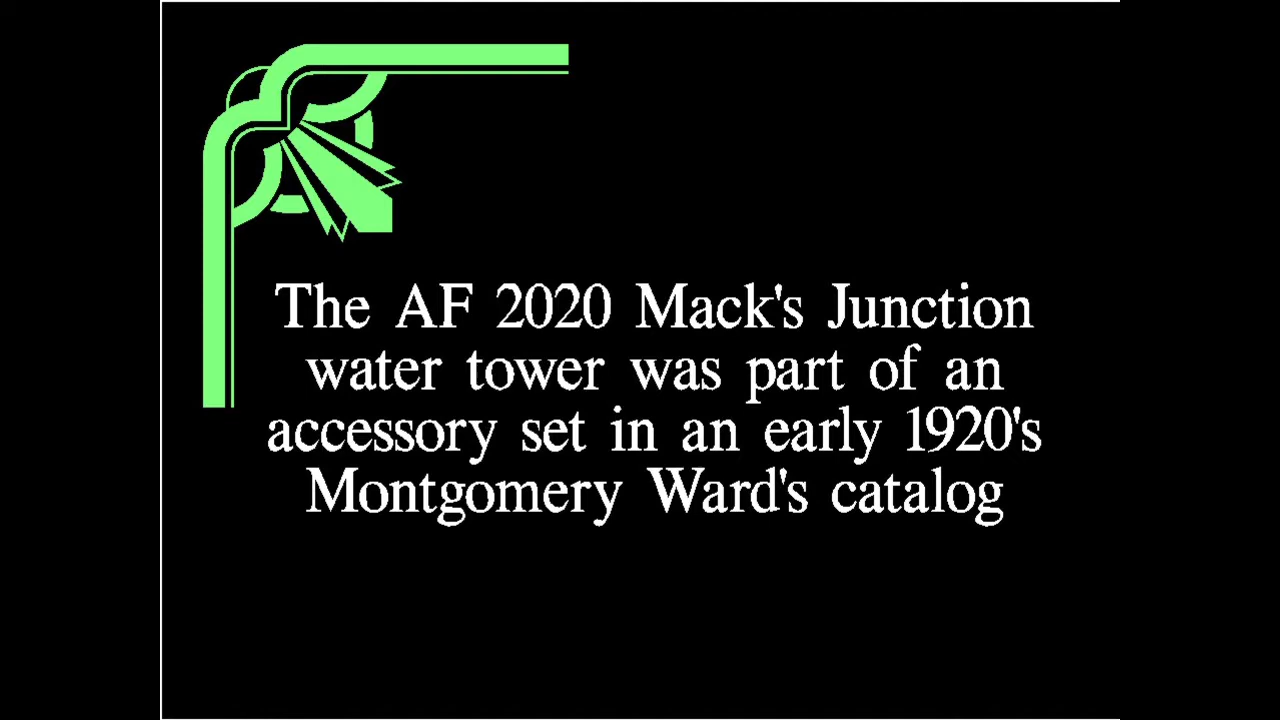 The AF 2020 Mack's Junction
water tower was part of an
accessory set in an early 1920's
Montgomery Ward's catalog